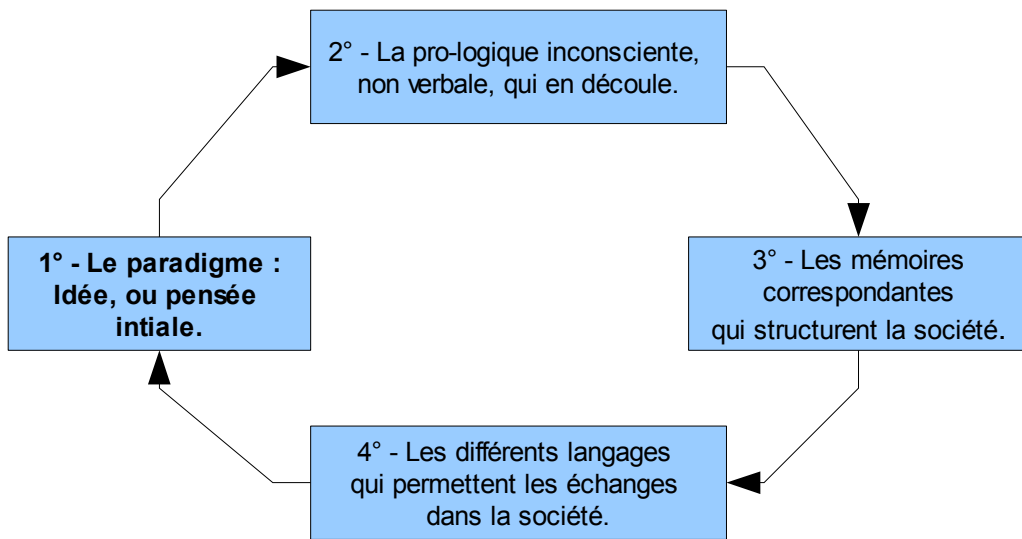 1° - Le paradigme :
Idée, ou pensée
intiale.
2° - La pro-logique inconsciente,
non verbale, qui en découle.
3° - Les mémoires
correspondantes
qui structurent la société.
4° - Les différents langages
qui permettent les échanges
dans la société.